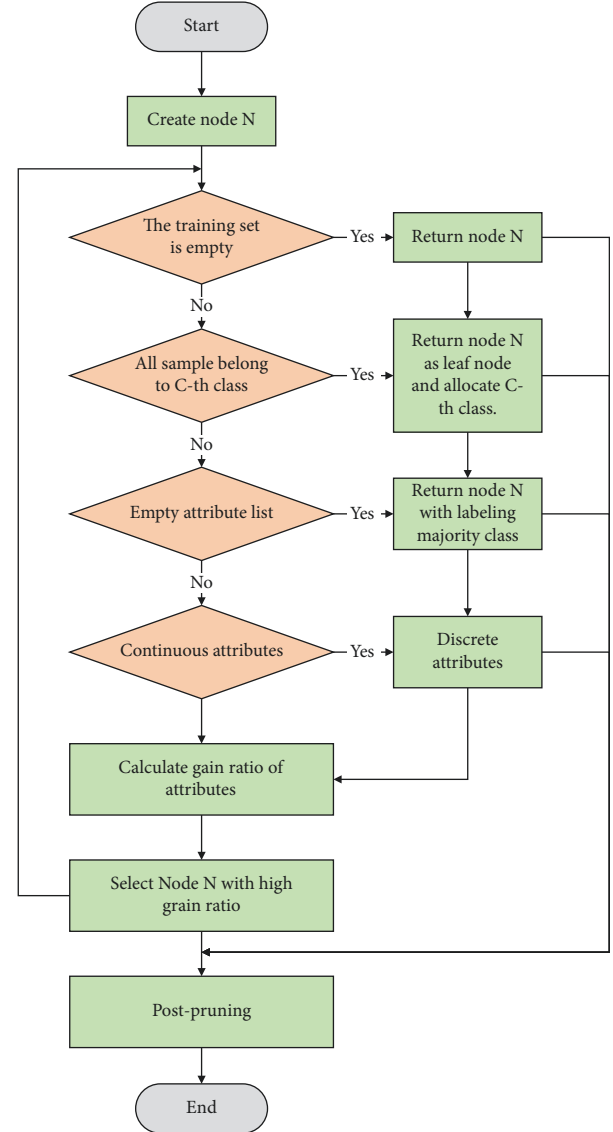 Start
Create node N
The training set
is empty
Yes
Return node N
No
All sample belong
to C-th class
Yes
Return node N
as leaf node
and allocate C-
th class.
No
Empty attribute list
Yes
Return node N
with labeling
majority class
No
Continuous attributes
Yes
Discrete
attributes
Calculate gain ratio of
attributes
Select Node N with high
grain ratio
Post-pruning
End